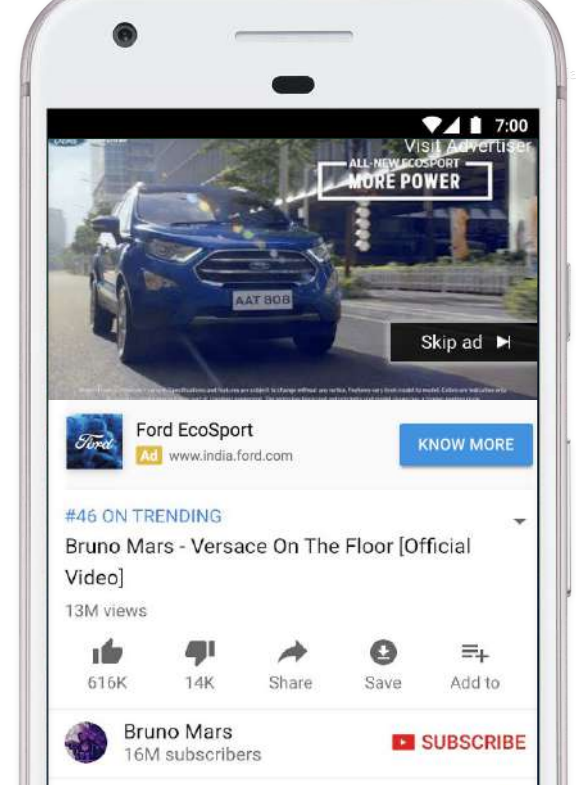 7:00
Visit Advertiser
ALL-NEW ECOSPORT
MORE POWER
AAT 808
Skip ad
Ford
Ford EcoSport
KNOW MORE
Ad www.india.ford.com
#46 ON TRENDING
Bruno Mars - Versace On The Floor [Official
Video]
13M views
616K 14K Share Save Add to
Bruno Mars
SUBSCRIBE
16M subscribers